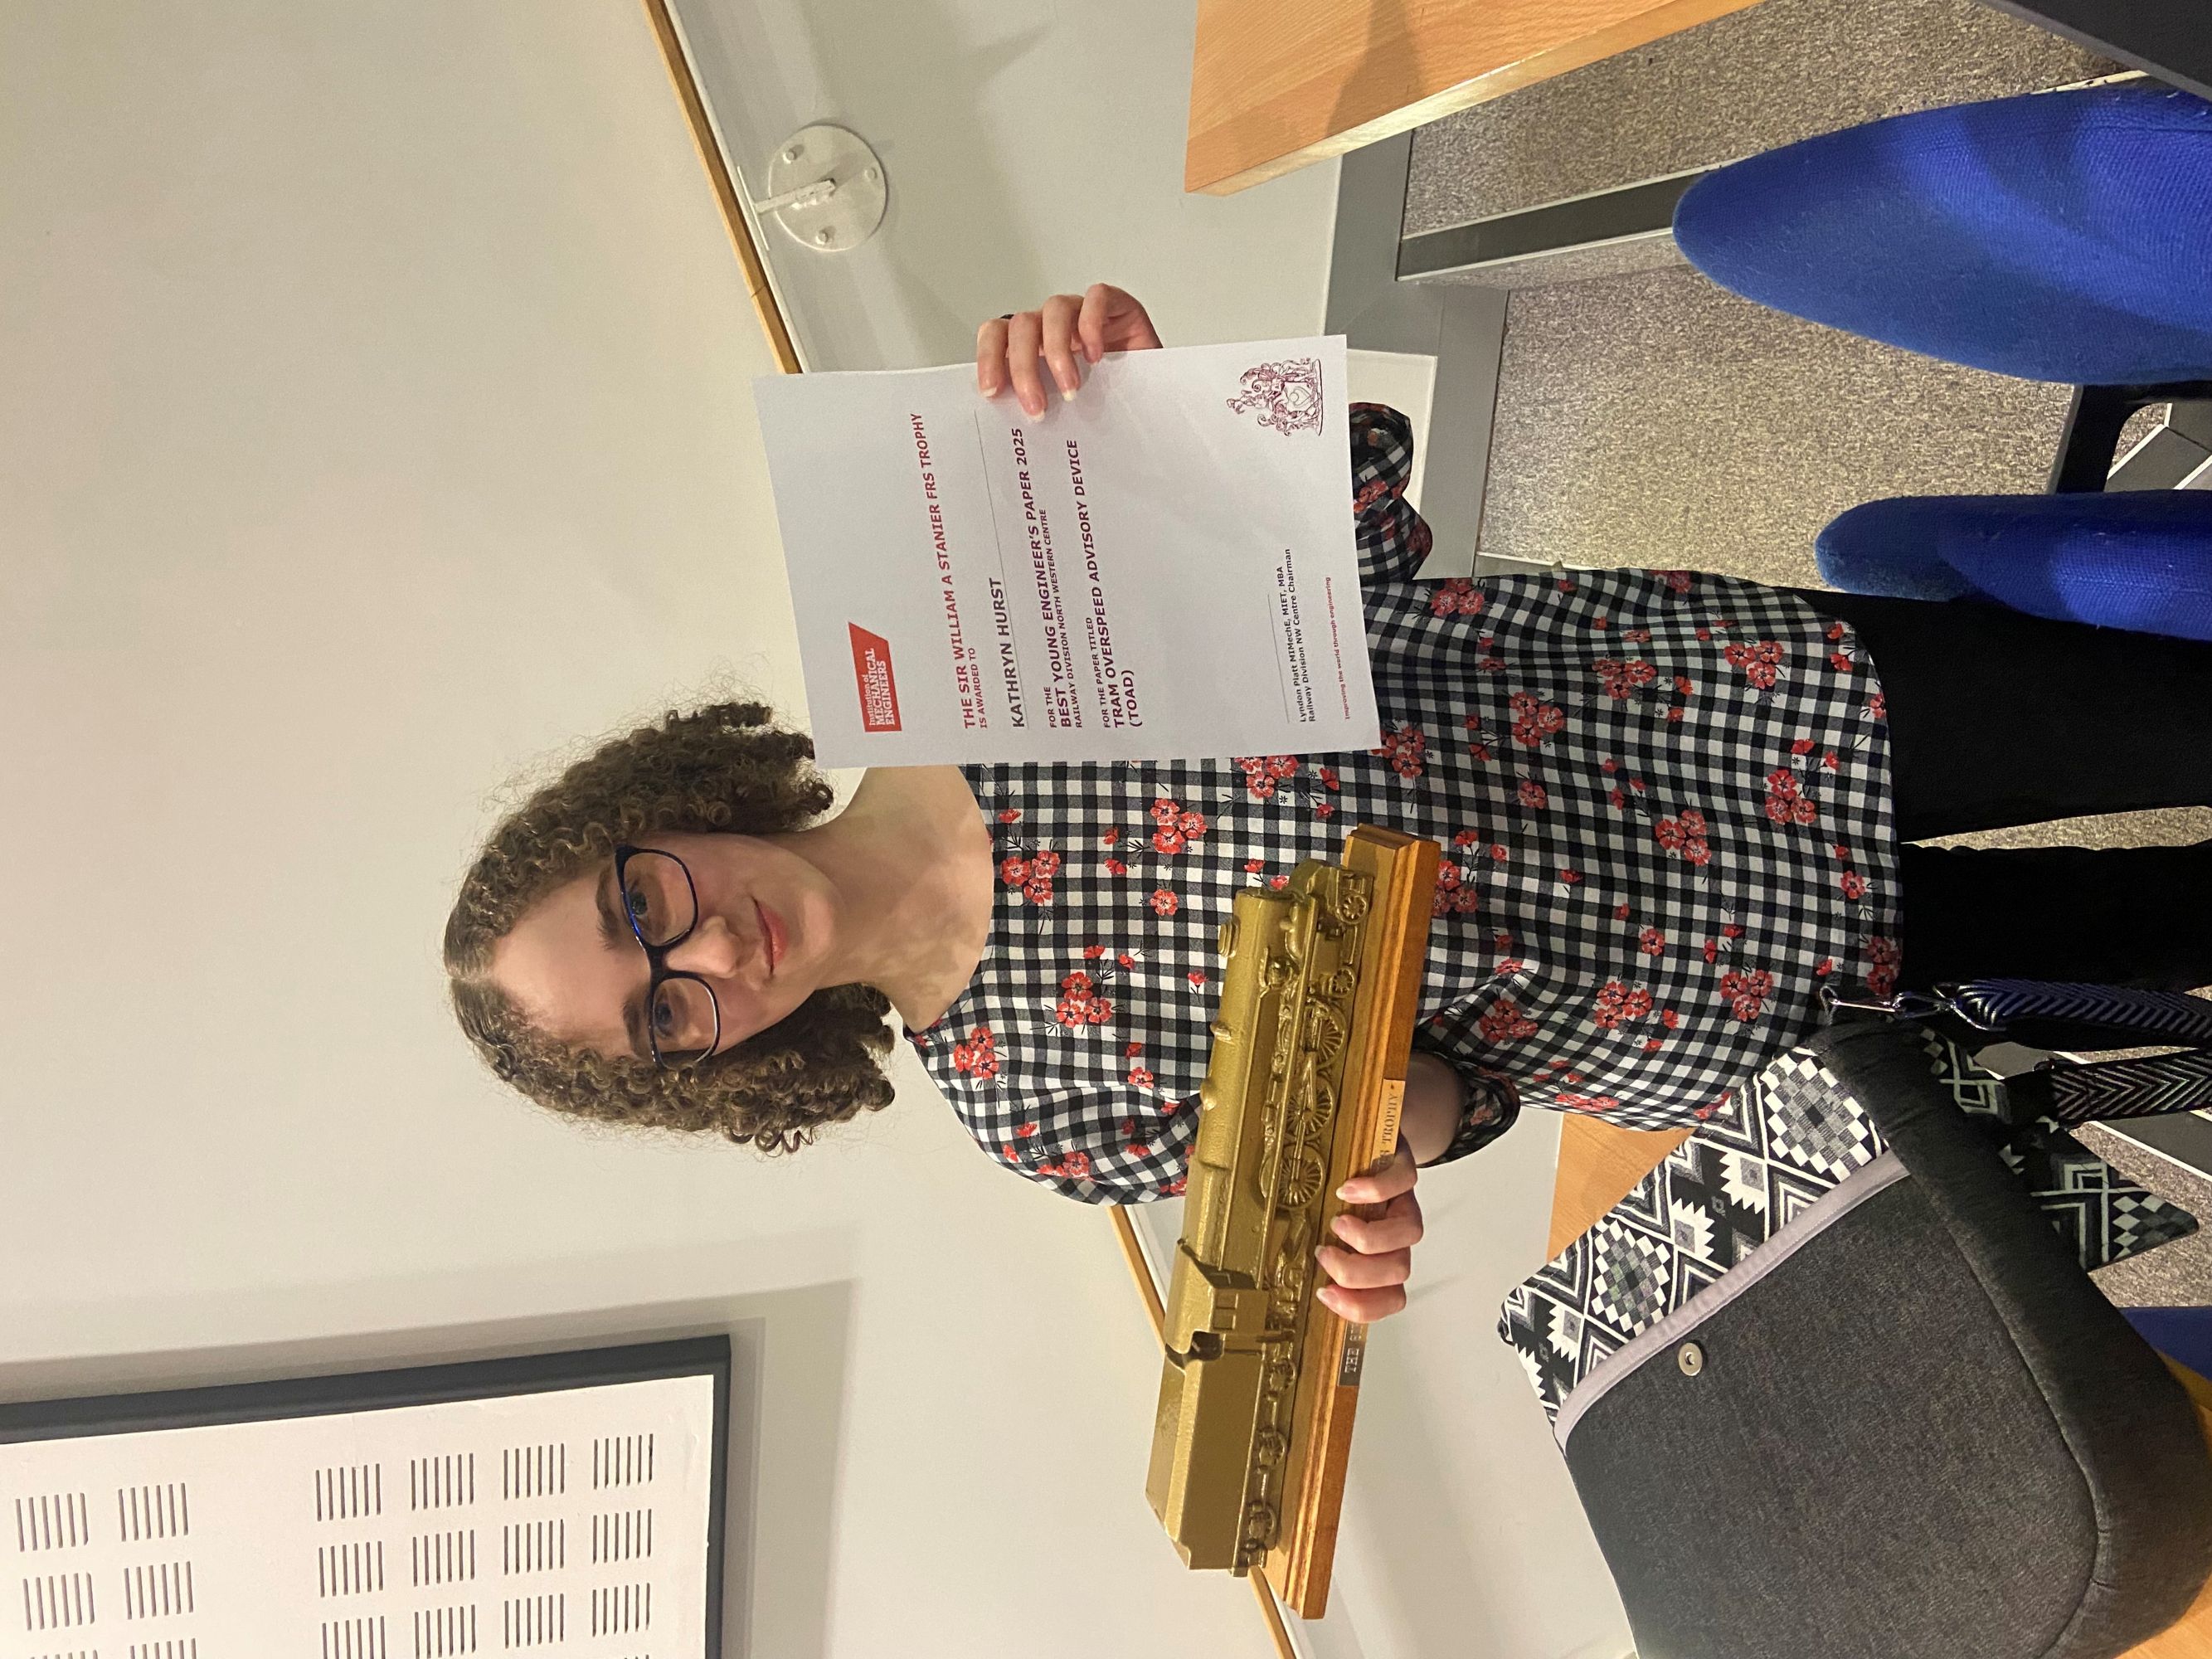 Institution of
MECHANICAL
ENGINEERS
THE SIR WILLIAM A STANIER FRS TROPHY
IS AWARDED TO
KATHRYN HURST
FOR THE
BEST YOUNG ENGINEER'S PAPER 2025
RAILWAY DIVISION NORTH WESTERN CENTRE
FOR THE PAPER TITLED
TRAM OVERSPEED ADVISORY DEVICE
(TOAD)
Lyndon Platt MIMechE, MIET, MBA
Railway Division NW Centre Chairman
Improving the world through engineering
THE
TROPHY